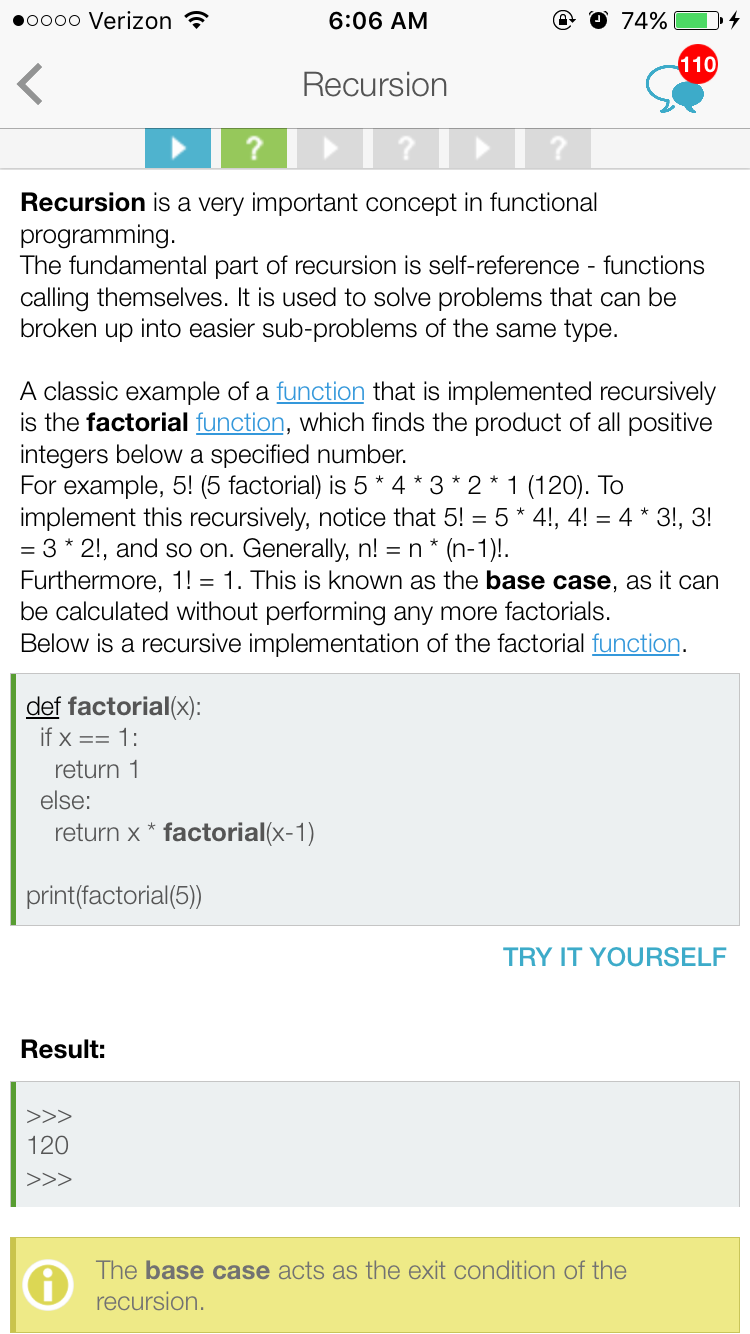 Verizon 6:06 AM 74%
Recursion 110
? ? ?
Recursion is a very important concept in functional
programming.
The fundamental part of recursion is self-reference - functions
calling themselves. It is used to solve problems that can be
broken up into easier sub-problems of the same type.
A classic example of a function that is implemented recursively
is the factorial function, which finds the product of all positive
integers below a specified number.
For example, 5! (5 factorial) is 5 * 4 * 3 * 2 * 1 (120). To
implement this recursively, notice that 5! = 5 * 4!, 4! = 4 * 3!, 3!
= 3 * 2!, and so on. Generally, n! = n * (n-1)!.
Furthermore, 1! = 1. This is known as the base case, as it can
be calculated without performing any more factorials.
Below is a recursive implementation of the factorial function.
def factorial(x):
if x == 1:
return 1
else:
return x * factorial(x-1)
print(factorial(5))
TRY IT YOURSELF
Result:
>>>
120
>>>
The base case acts as the exit condition of the
recursion.